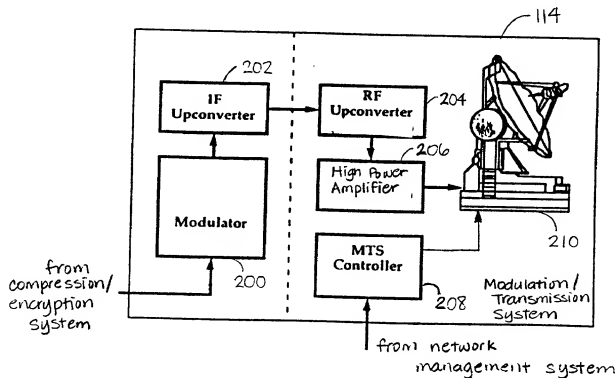 114
202
IF
Upconverter
RF
Upconverter
204
206
High Power
Amplifier
Modulator
200
MTS
Controller
208
210
Modulation/
Transmission
System
from
compression/
encryption
system
from network
management system